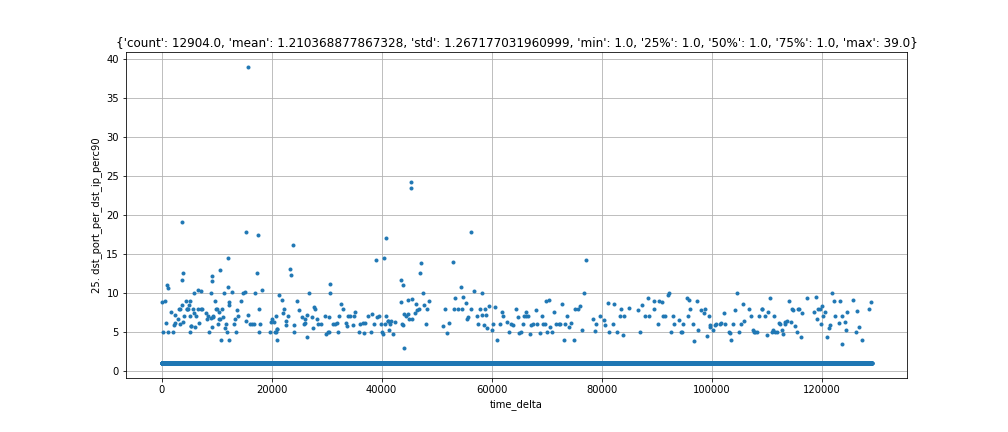 {'count': 12904.0, 'mean': 1.210368877867328, 'std': 1.267177031960999, 'min': 1.0, '25%': 1.0, '50%': 1.0, '75%': 1.0, 'max': 39.0}
40
35
30
25
20
15
10
5
0
25. dst_port_per_dst_ip_perc90
0 20000 40000 60000 80000 100000 120000
time_delta